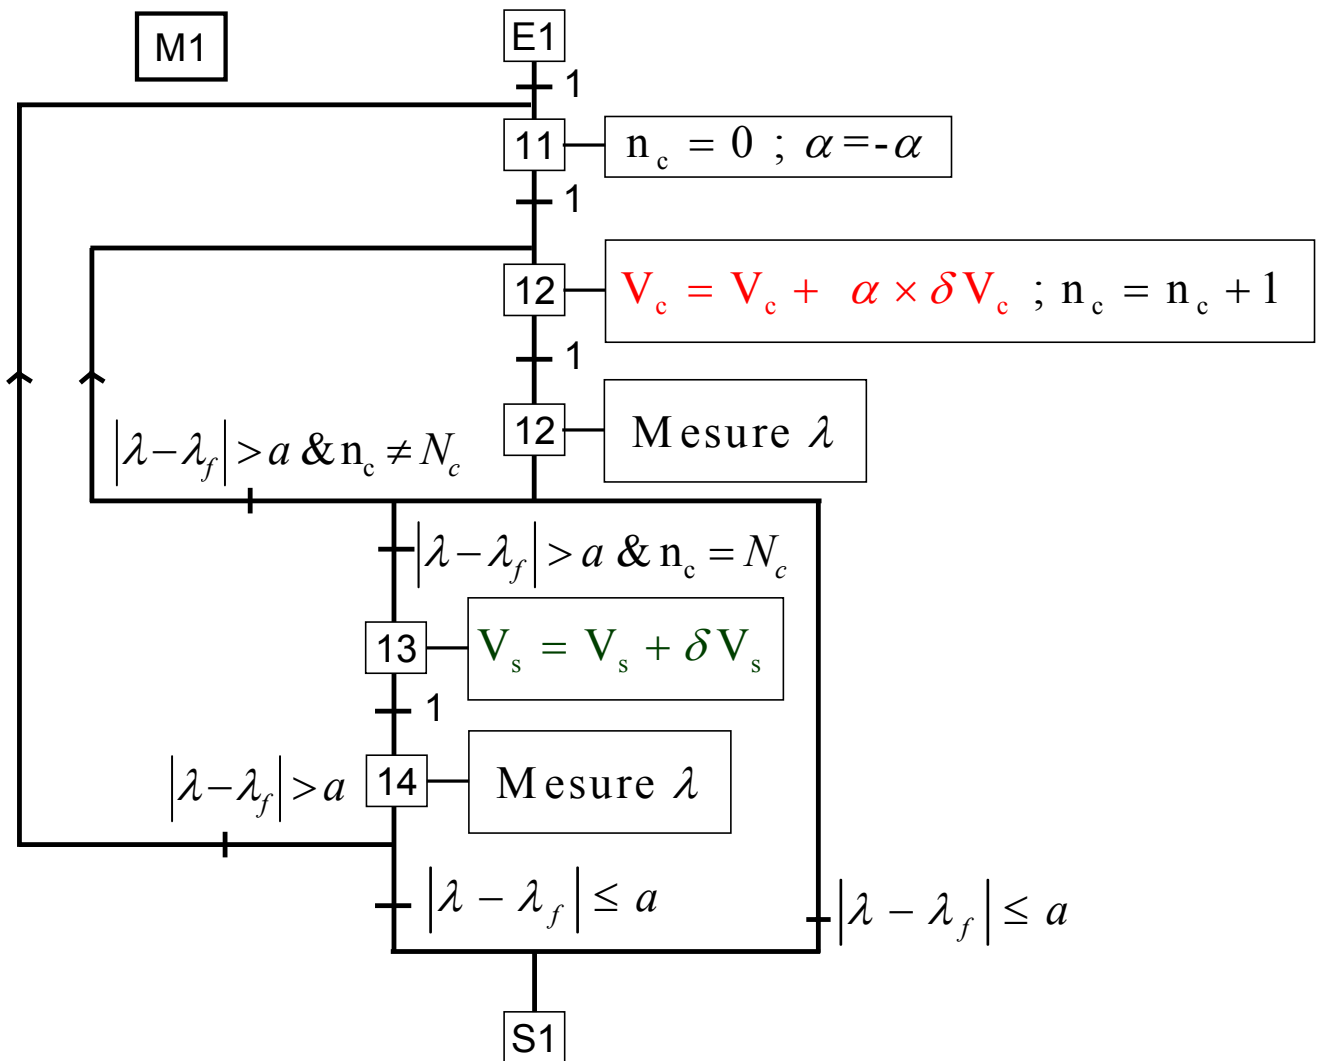 M1
E1
1
11
n_c = 0 ; α=-α
1
12
V_c = V_c + α × δV_c ; n_c = n_c + 1
1
12
Mesure λ
|λ-λ_f| > a & n_c ≠ N_c
|λ-λ_f| > a & n_c = N_c
13
V_s = V_s + δV_s
1
14
Mesure λ
|λ-λ_f| > a
|λ - λ_f| ≤ a
|λ - λ_f| ≤ a
S1